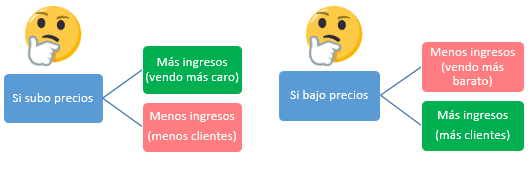 Si subo precios
Más ingresos
(vendo más caro)
Menos ingresos
(menos clientes)
Si bajo precios
Menos ingresos
(vendo más
barato)
Más ingresos
(más clientes)